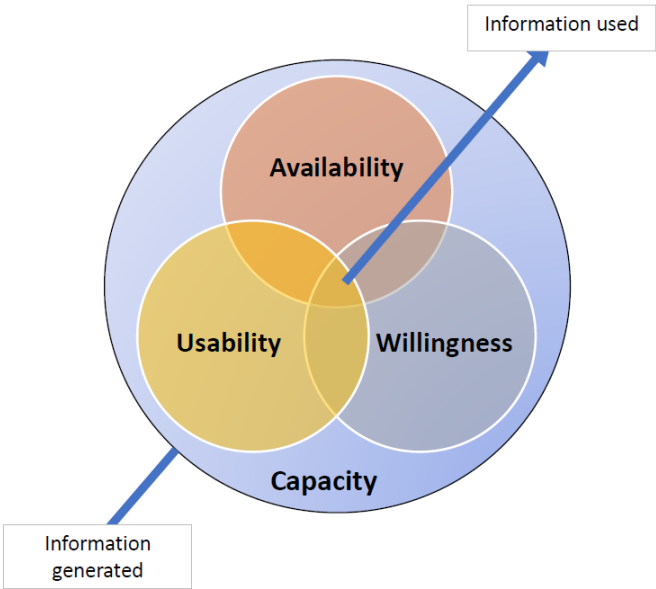 Information used
Availability
Usability
Willingness
Capacity
Information
generated